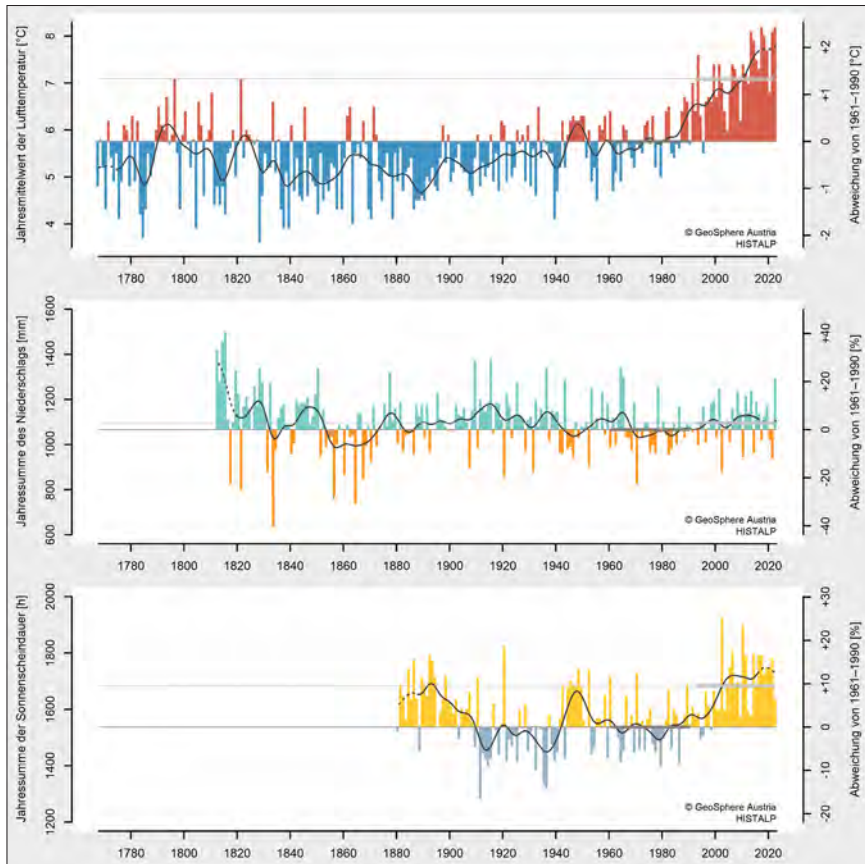 Jahresmittelwert der Lufttemperatur [°C]
8
7
6
5
4
+2
+1
0
-1
-2
Abweichung von 1961–1990 [°C]
© GeoSphere Austria
HISTALP
1780 1800 1820 1840 1860 1880 1900 1920 1940 1960 1980 2000 2020
Jahressumme des Niederschlags [mm]
1600
1400
1200
1000
800
600
+40
+20
0
-20
-40
Abweichung von 1961–1990 [%]
© GeoSphere Austria
HISTALP
1780 1800 1820 1840 1860 1880 1900 1920 1940 1960 1980 2000 2020
Jahressumme der Sonnenscheindauer [h]
2000
1800
1600
1400
1200
+30
+20
+10
0
-10
-20
Abweichung von 1961–1990 [%]
© GeoSphere Austria
HISTALP
1780 1800 1820 1840 1860 1880 1900 1920 1940 1960 1980 2000 2020